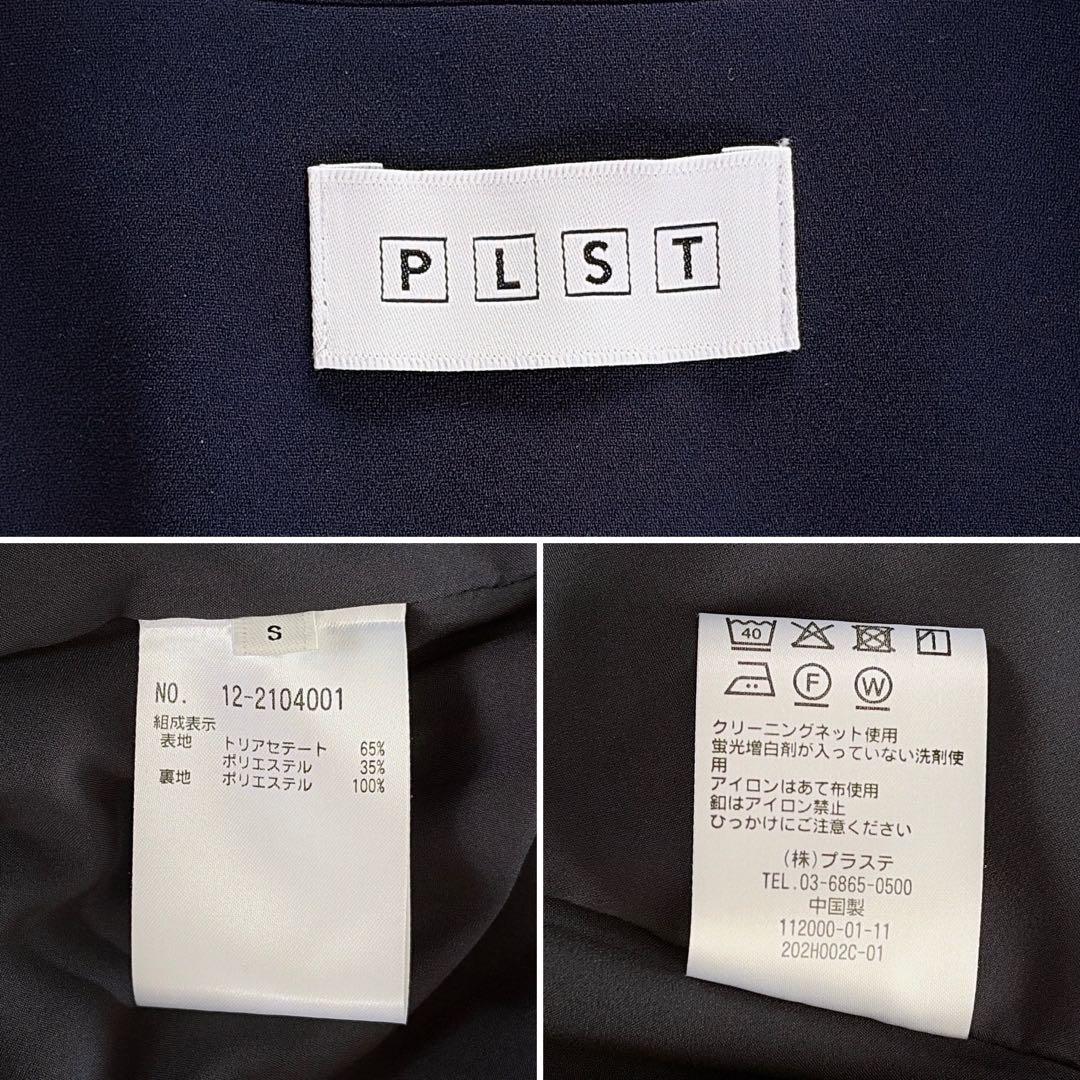 PLST
S
NO. 12-2104001
組成表示
表地 トリアセテート 65%
ポリエステル 35%
裏地 ポリエステル 100%
40
F W
クリーニングネット使用
蛍光増白剤が入っていない洗剤使
用
アイロンはあて布使用
釦はアイロン禁止
ひっかけにご注意ください
(株)プラステ
TEL.03-6865-0500
中国製
112000-01-11
202H002C-01